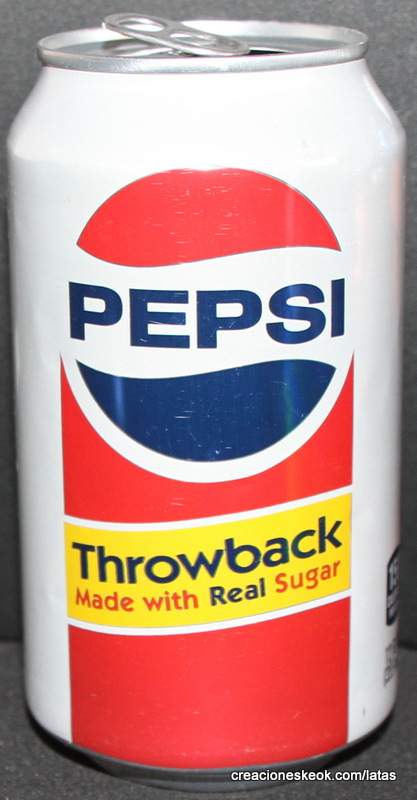 PEPSI
Throwback
Made with Real Sugar
creacioneskeok.com/latas